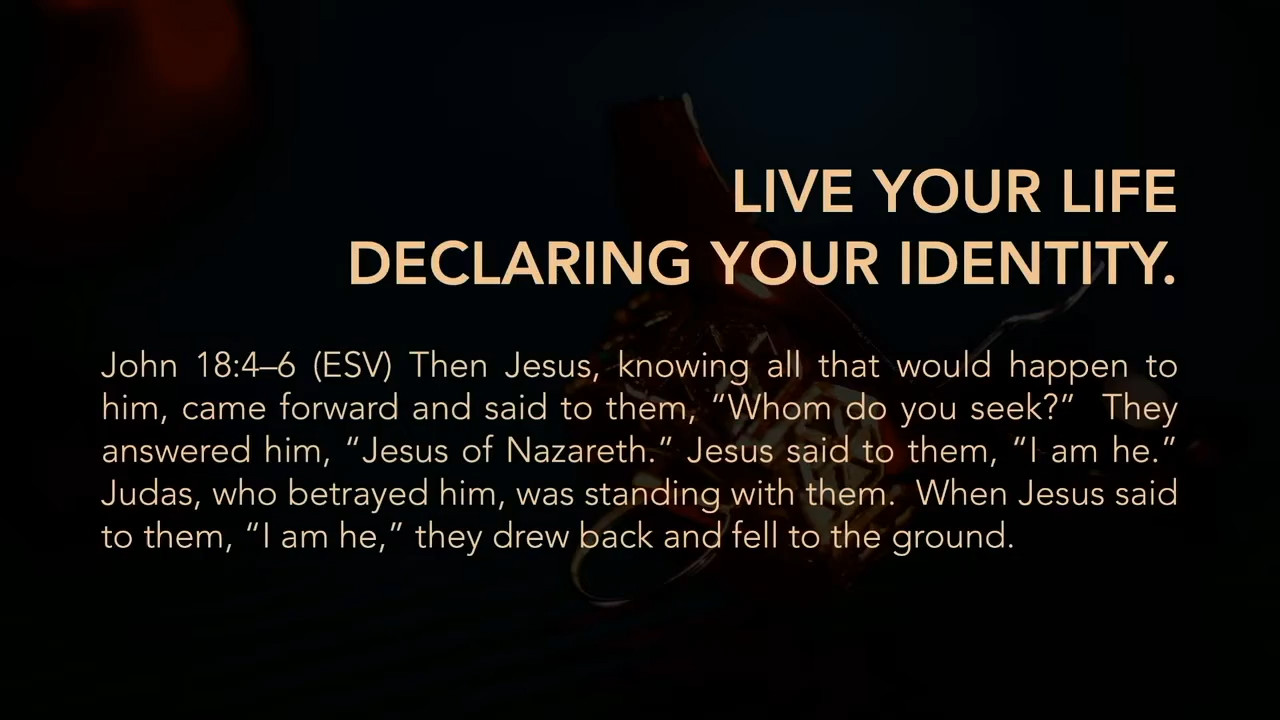 LIVE YOUR LIFE
DECLARING YOUR IDENTITY.
John 18:4–6 (ESV) Then Jesus, knowing all that would happen to
him, came forward and said to them, “Whom do you seek?”  They
answered him, “Jesus of Nazareth.”  Jesus said to them, “I am he.”
Judas, who betrayed him, was standing with them.  When Jesus said
to them, “I am he,” they drew back and fell to the ground.